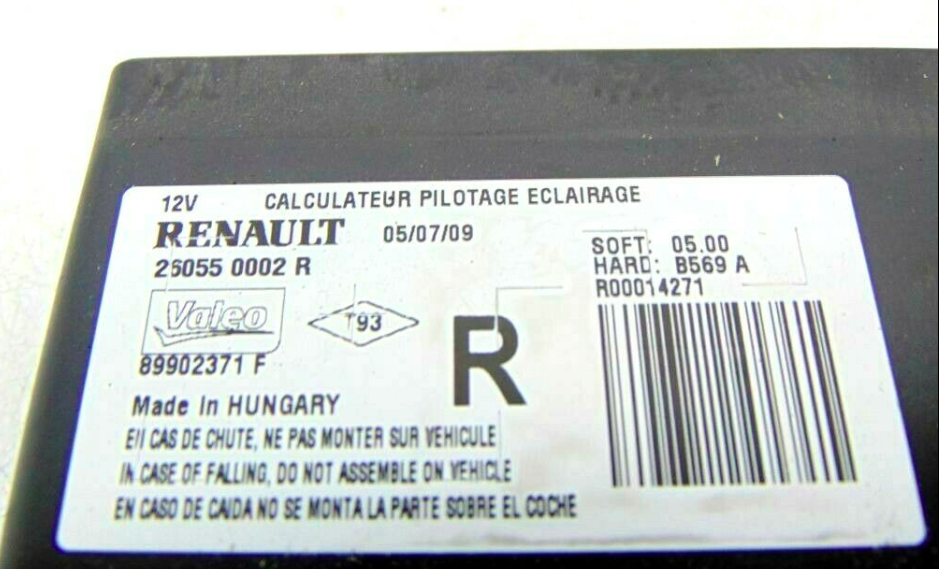 12V CALCULATEUR PILOTAGE ECLAIRAGE
RENAULT 05/07/09
26055 0002 R
SOFT: 05.00
HARD: B569 A
R00014271
Valeo
T93
R
89902371 F
Made In HUNGARY
EN CAS DE CHUTE, NE PAS MONTER SUR VEHICULE
IN CASE OF FALLING, DO NOT ASSEMBLE ON VEHICLE
EN CASO DE CAIDA NO SE MONTA LA PARTE SOBRE EL COCHE